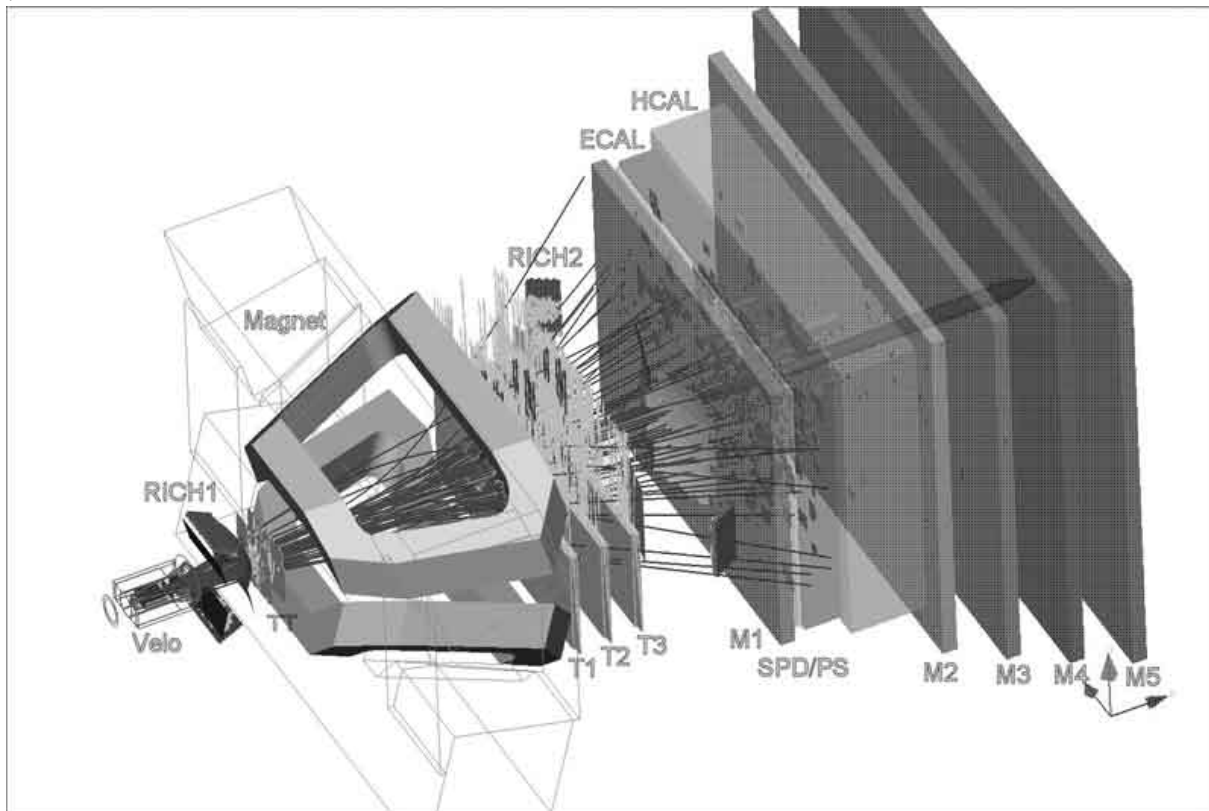 HCAL
ECAL
RICH2
Magnet
RICH1
TT
Velo
T1
T2
T3
M1
SPD/PS
M2
M3
M4
M5